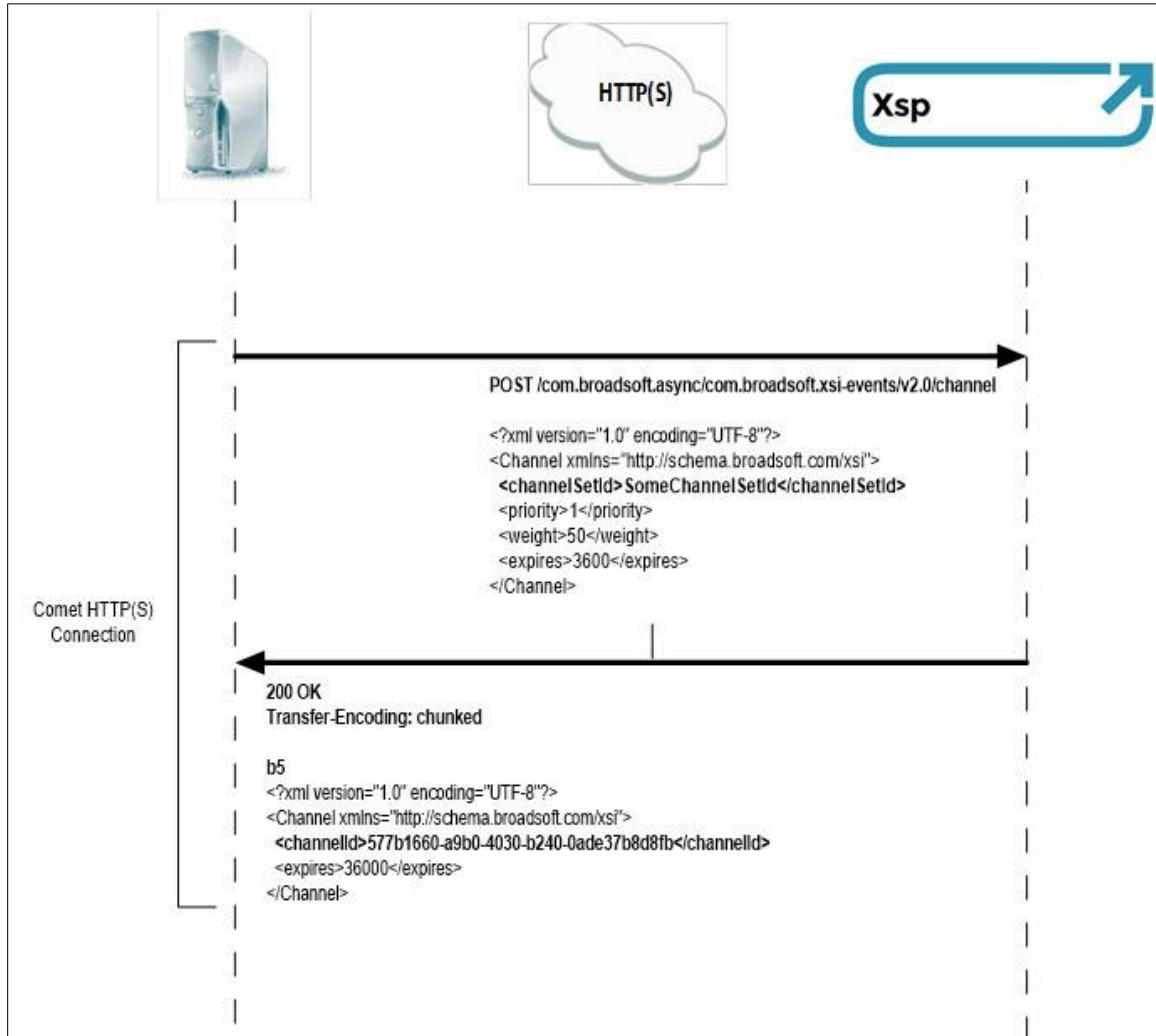 HTTP(S)
Xsp
POST /com.broadsoft.async/com.broadsoft.xsi-events/v2.0/channel
<?xml version="1.0" encoding="UTF-8"?>
<Channel xmlns="http://schema.broadsoft.com/xsi">
<channelSetId>SomeChannelSetId</channelSetId>
<priority>1</priority>
<weight>50</weight>
<expires>3600</expires>
</Channel>
Comet HTTP(S)
Connection
200 OK
Transfer-Encoding: chunked
b5
<?xml version="1.0" encoding="UTF-8"?>
<Channel xmlns="http://schema.broadsoft.com/xsi">
<channelId>577b1660-a9b0-4030-b240-0ade37b8d8fb</channelId>
<expires>36000</expires>
</Channel>